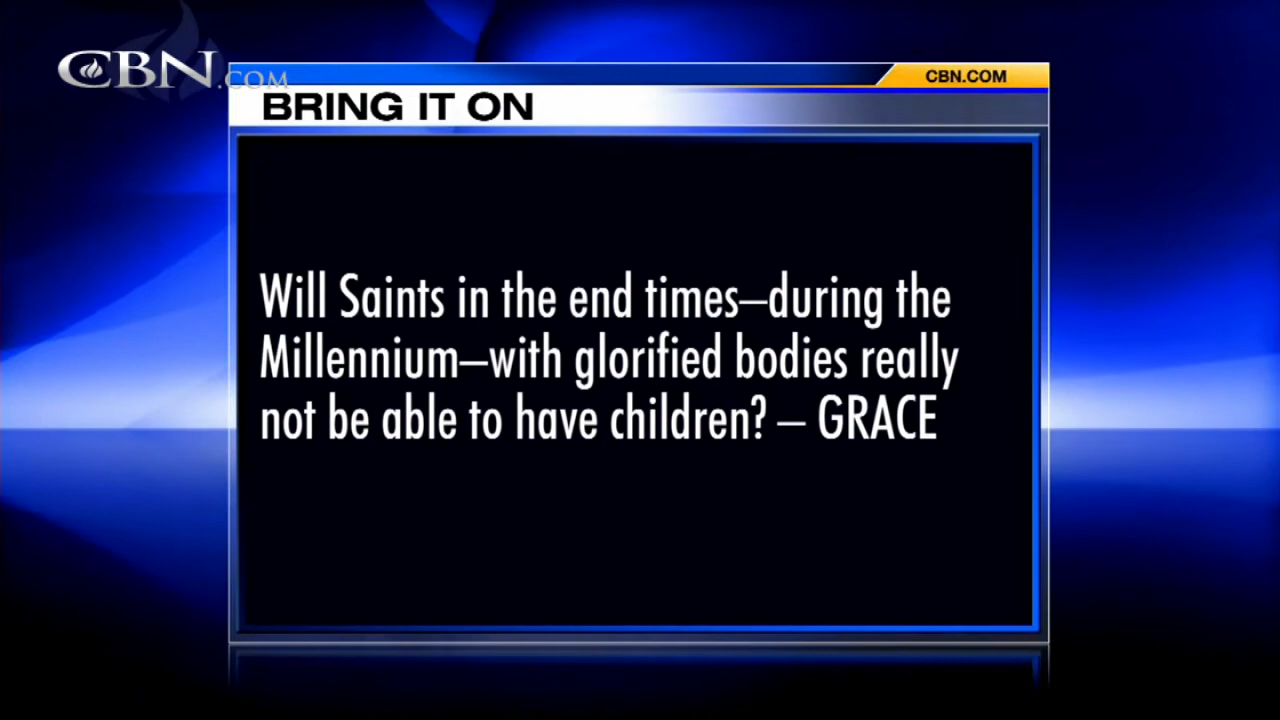 CBN.COM
CBN.COM
BRING IT ON
Will Saints in the end times—during the
Millennium—with glorified bodies really
not be able to have children? — GRACE